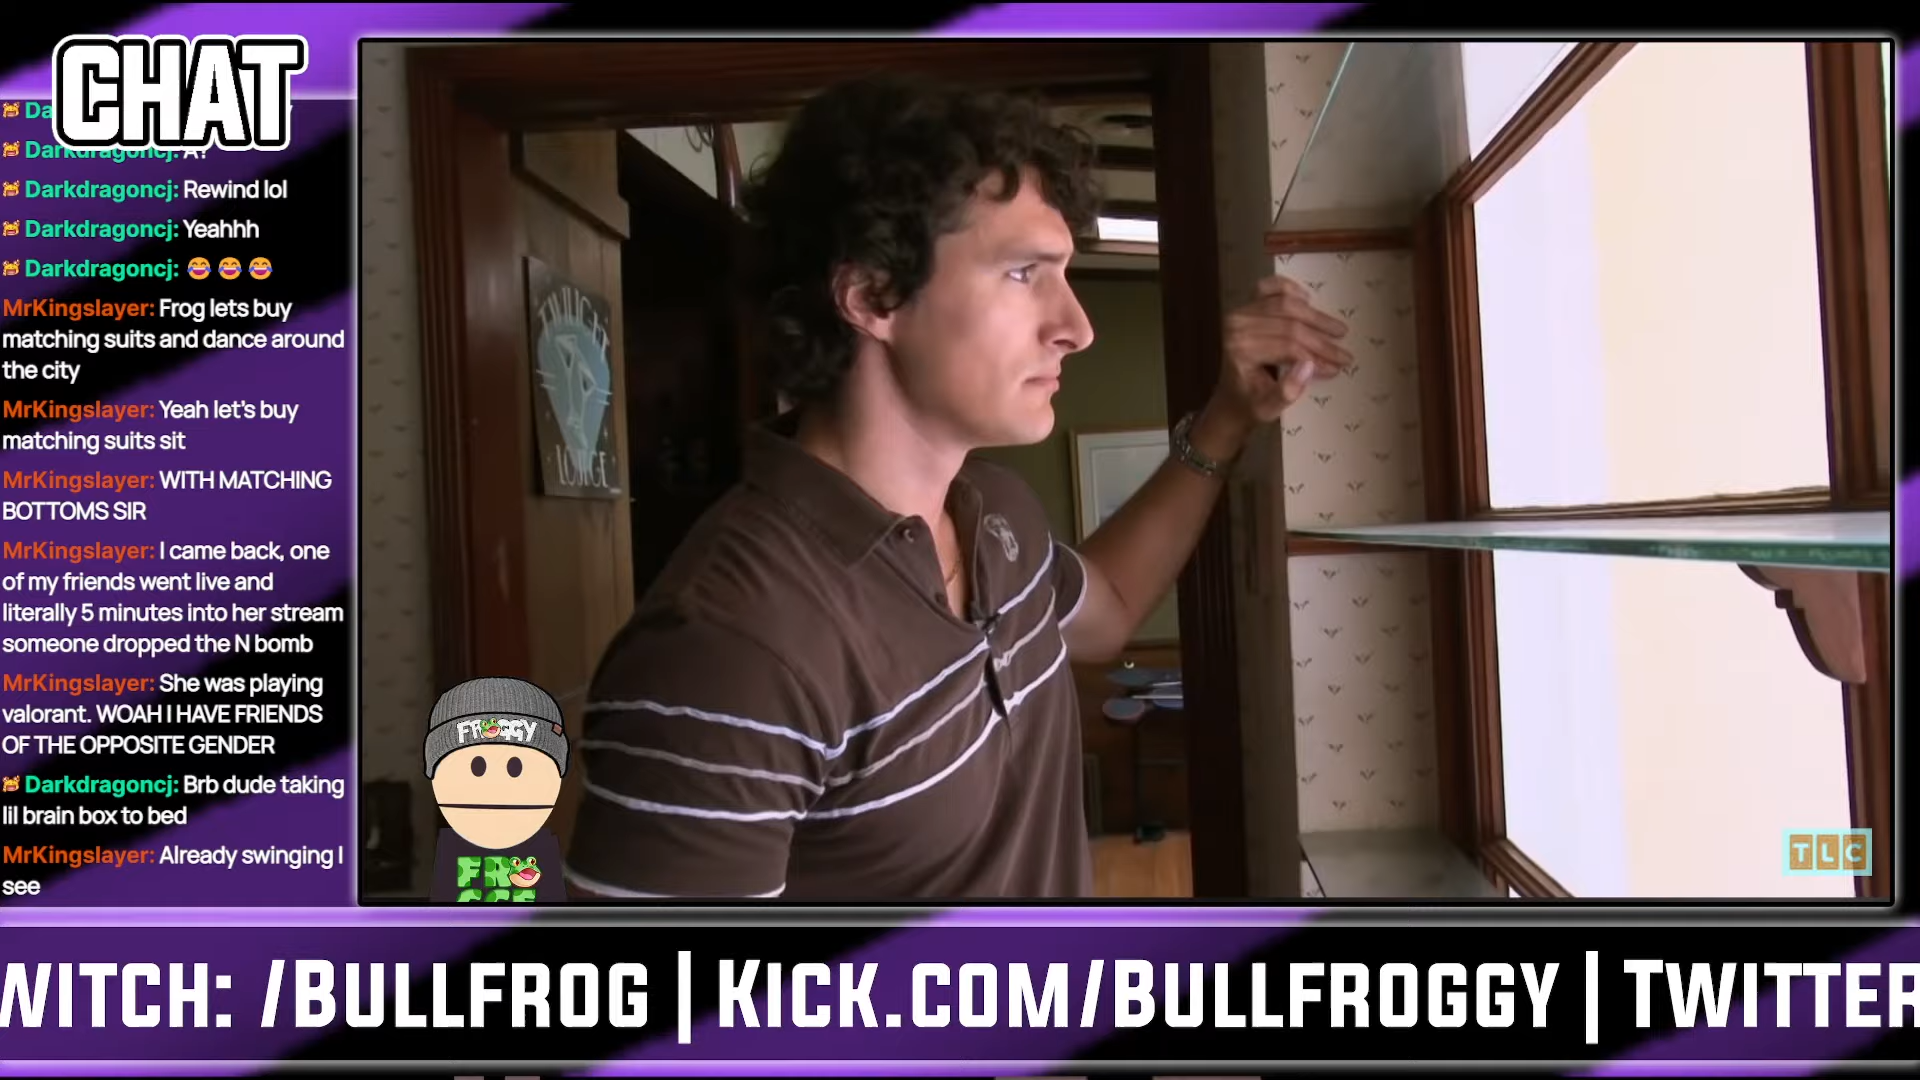 CHAT
Da
Darkdragoncj: A?
Darkdragoncj: Rewind lol
Darkdragoncj: Yeahhh
Darkdragoncj: 😂 😂 😂
MrKingslayer: Frog lets buy
matching suits and dance around
the city
MrKingslayer: Yeah let's buy
matching suits sit
MrKingslayer: WITH MATCHING
BOTTOMS SIR
MrKingslayer: I came back, one
of my friends went live and
literally 5 minutes into her stream
someone dropped the N bomb
MrKingslayer: She was playing
valorant. WOAH I HAVE FRIENDS
OF THE OPPOSITE GENDER
Darkdragoncj: Brb dude taking
lil brain box to bed
MrKingslayer: Already swinging I
see
TWILIGHT
LOUNGE
FROGGY
TLC
WITCH: /BULLFROG | KICK.COM/BULLFROGGY | TWITTER